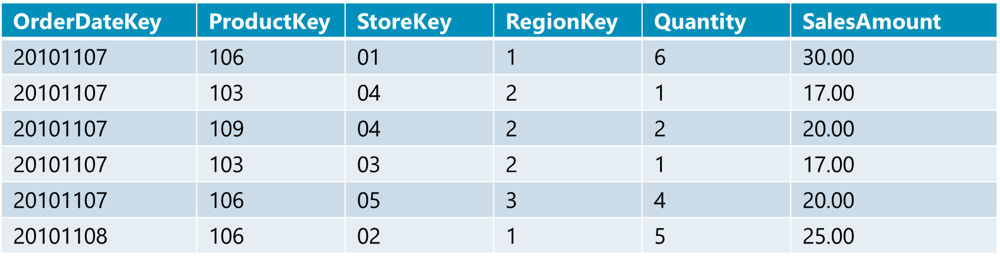 OrderDateKey ProductKey StoreKey RegionKey Quantity SalesAmount
20101107 106 01 1 6 30.00
20101107 103 04 2 1 17.00
20101107 109 04 2 2 20.00
20101107 103 03 2 1 17.00
20101107 106 05 3 4 20.00
20101108 106 02 1 5 25.00